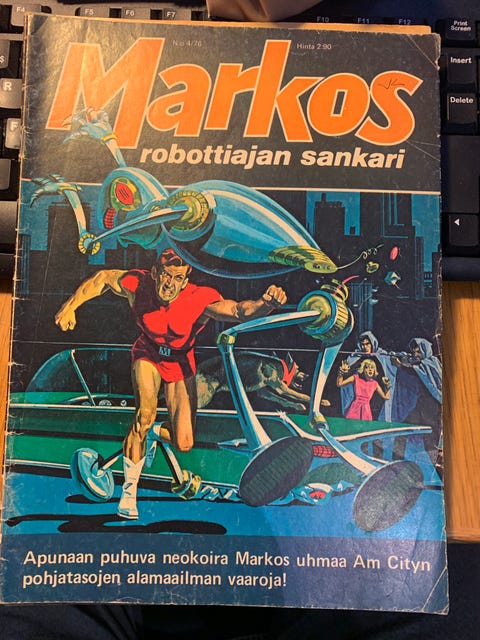 F4
F5
F6
F7
F10
F11
F12
Print
Screen
Insert
Delete
$
R
F
N:o 4/76
Hinta 2.90
Markos
robottiajan sankari
M
Apunaan puhuva neokoira Markos uhmaa Am Cityn
pohjatasojen alamaailman vaaroja!